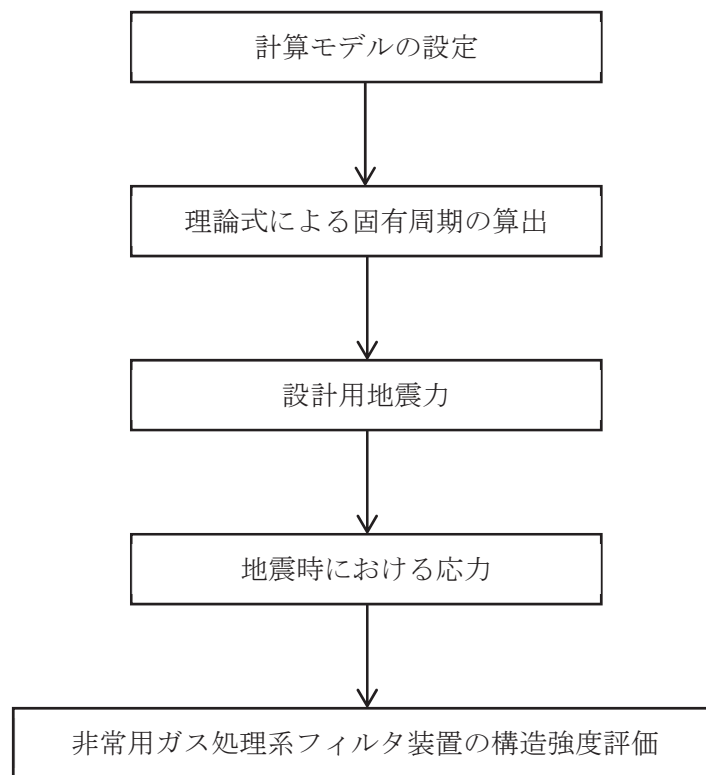 計算モデルの設定
理論式による固有周期の算出
設計用地震力
地震時における応力
非常用ガス処理系フィルタ装置の構造強度評価